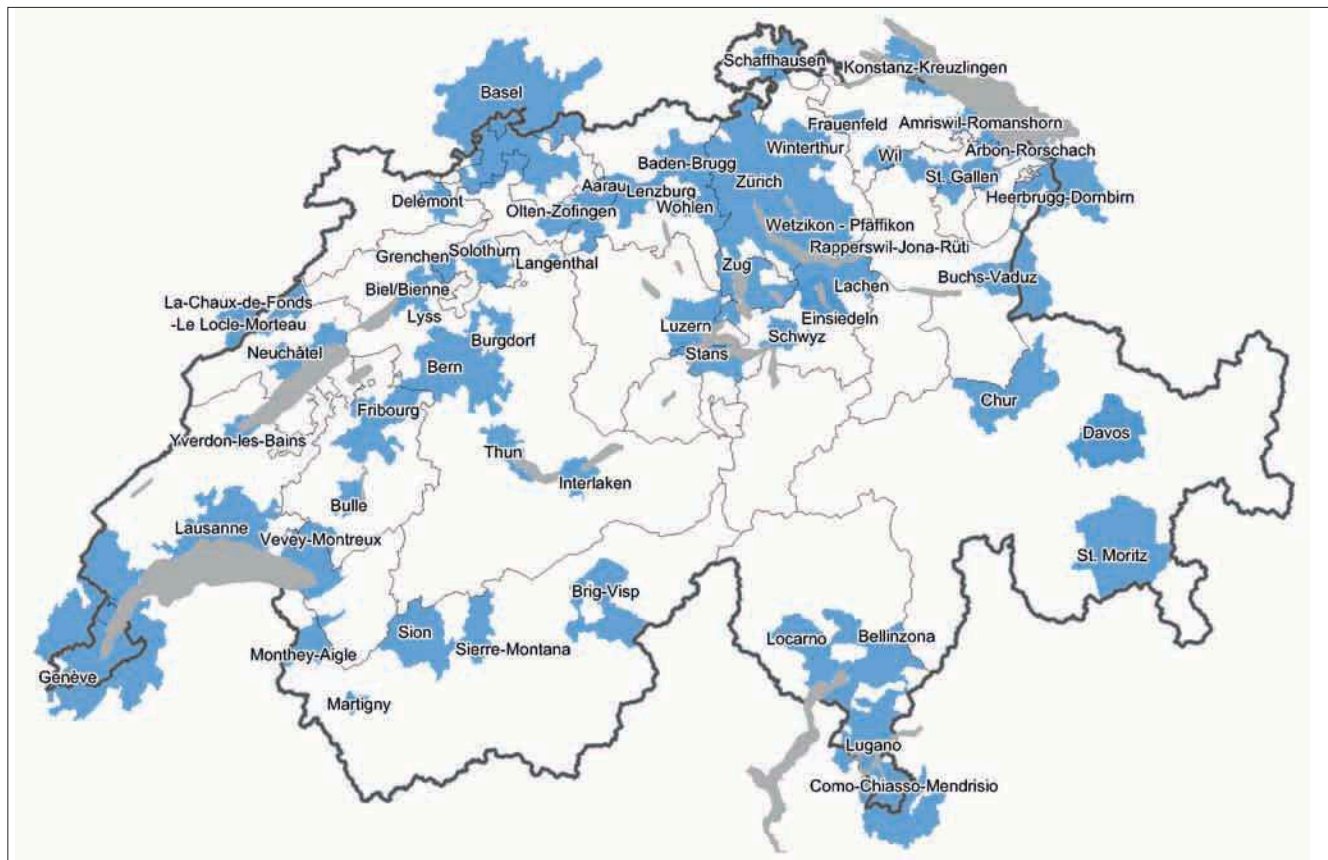 Schaffhausen
Konstanz-Kreuzlingen
Basel
Frauenfeld
Amriswil-Romanshorn
Winterthur
Arbon-Rorschach
Wil
Baden-Brugg
St. Gallen
Zürich
Aarau
Lenzburg
Heerbrugg-Dornbirn
Delémont
Olten-Zofingen
Wohlen
Wetzikon - Pfäffikon
Rapperswil-Jona-Rüti
Grenchen
Solothurn
Langenthal
Zug
Buchs-Vaduz
Biel/Bienne
Lachen
La-Chaux-de-Fonds
-Le Locle-Morteau
Lyss
Einsiedeln
Luzern
Burgdorf
Schwyz
Neuchâtel
Stans
Bern
Chur
Fribourg
Davos
Yverdon-les-Bains
Thun
Interlaken
Bulle
Lausanne
Vevey-Montreux
St. Moritz
Brig-Visp
Sion
Locarno
Bellinzona
Monthey-Aigle
Sierre-Montana
Genève
Martigny
Lugano
Como-Chiasso-Mendrisio